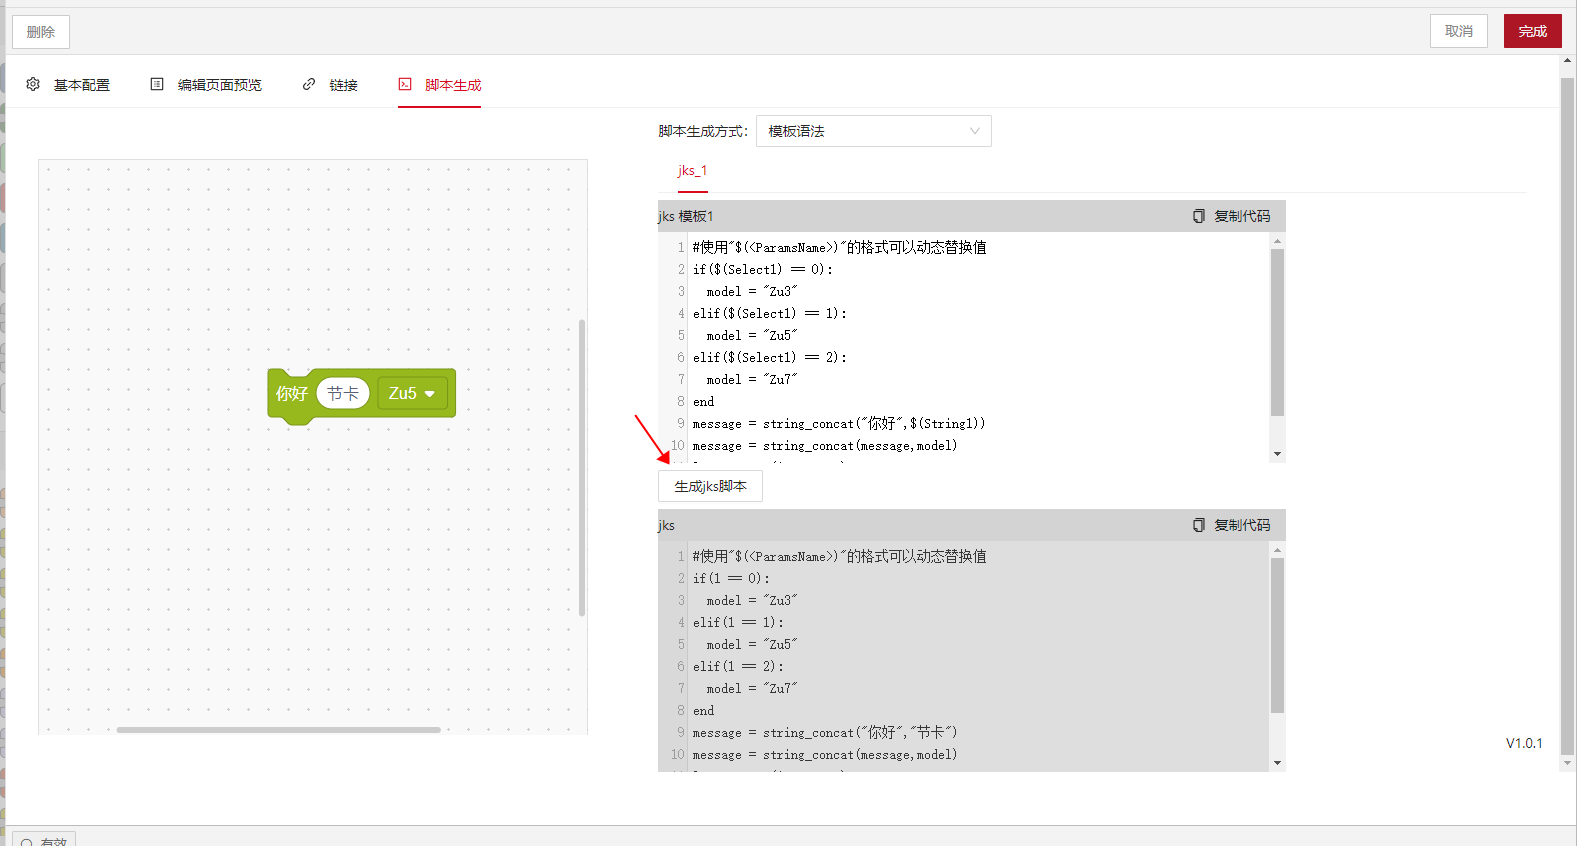 删除
取消
完成
基本配置
编辑页面预览
链接
脚本生成
脚本生成方式：
模板语法
jks_1
jks 模板1
复制代码
1 #使用"$(<ParamsName>)"的格式可以动态替换值
2 if($(Select1) == 0):
3 model = "Zu3"
4 elif($(Select1) == 1):
5 model = "Zu5"
6 elif($(Select1) == 2):
7 model = "Zu7"
8 end
9 message = string_concat("你好",$(String1))
10 message = string_concat(message,model)
你好 节卡 Zu5
生成jks脚本
jks
复制代码
1 #使用"$(<ParamsName>)"的格式可以动态替换值
2 if(1 == 0):
3 model = "Zu3"
4 elif(1 == 1):
5 model = "Zu5"
6 elif(1 == 2):
7 model = "Zu7"
8 end
9 message = string_concat("你好","节卡")
10 message = string_concat(message,model)
V1.0.1
有效